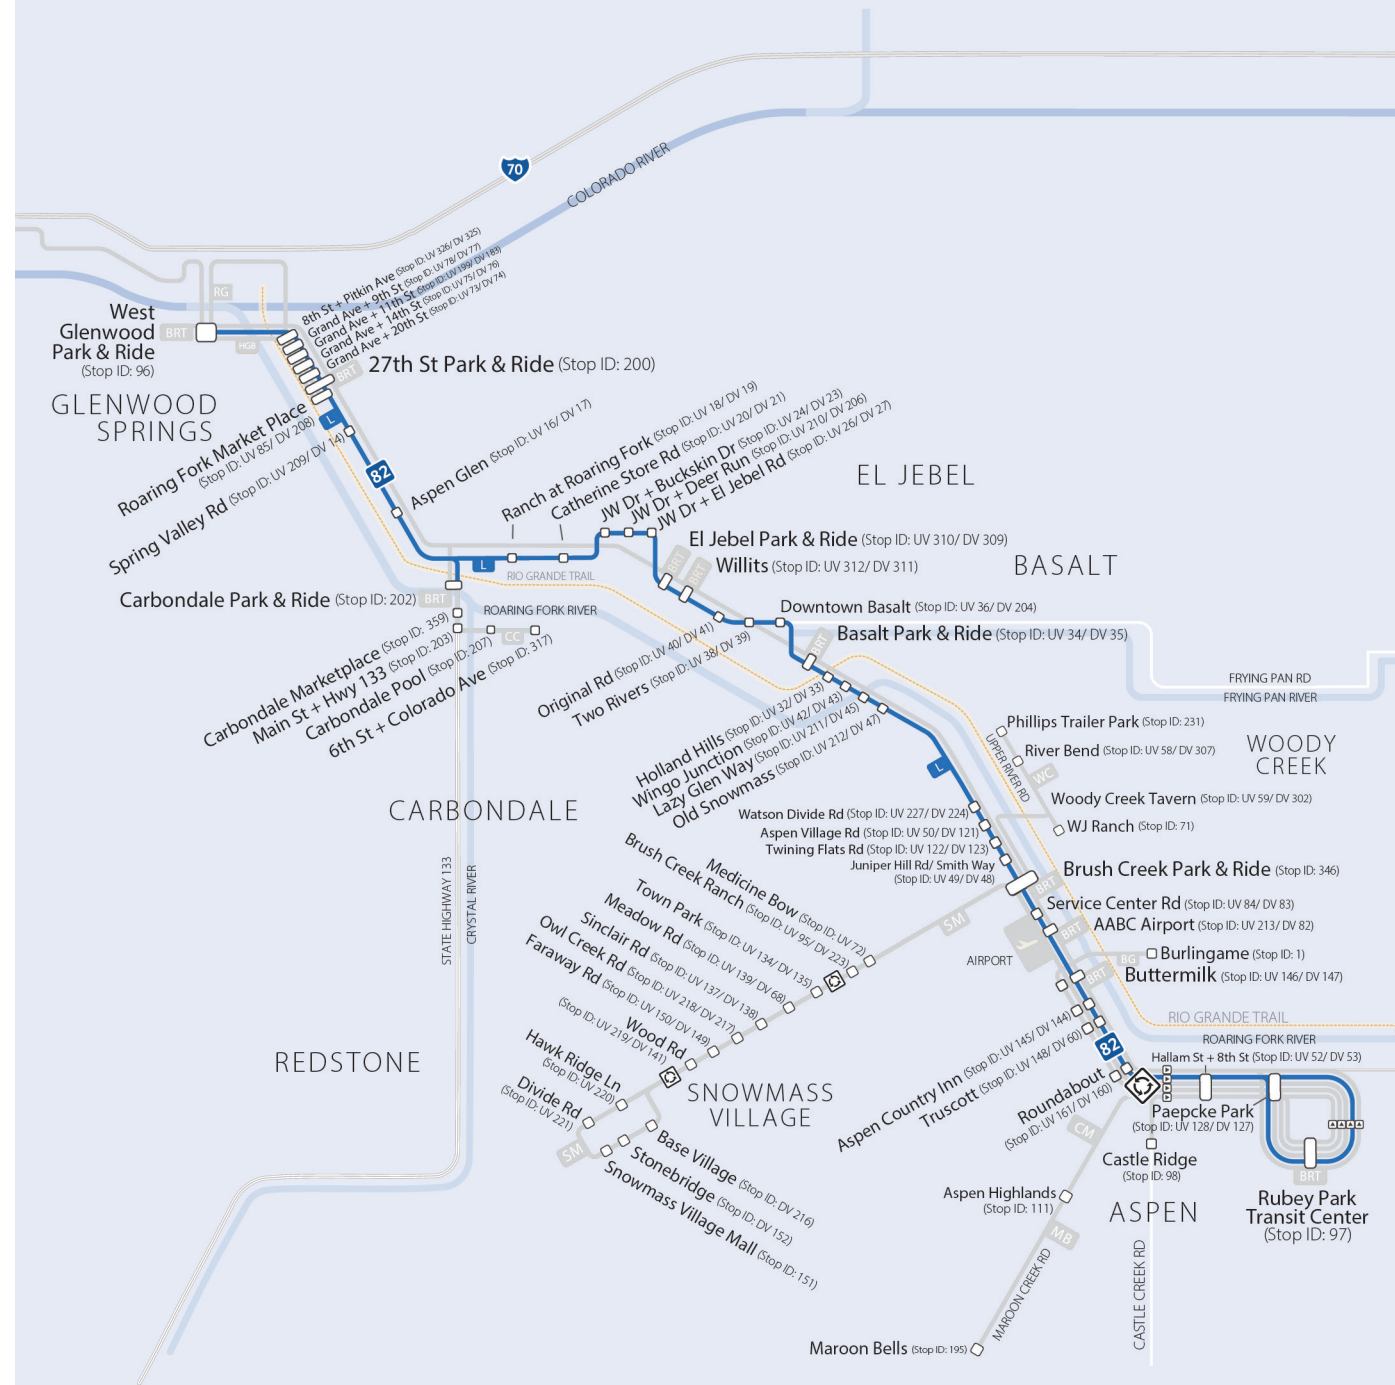 70
COLORADO RIVER
8th St + Pitkin Ave (Stop ID: UV 326/ DV 325)
Grand Ave + 9th St (Stop ID: UV 78/ DV 77)
Grand Ave + 11th St (Stop ID: UV 199/ DV 183)
Grand Ave + 14th St (Stop ID: UV 75/ DV 76)
Grand Ave + 20th St (Stop ID: UV 73/ DV 74)
RG
West
Glenwood
Park & Ride
(Stop ID: 96)
BRT
HGB
BRT
27th St Park & Ride (Stop ID: 200)
GLENWOOD
SPRINGS
Roaring Fork Market Place
(Stop ID: UV 85/ DV 208)
L
Spring Valley Rd (Stop ID: UV 209/ DV 14)
82
Aspen Glen (Stop ID: UV 16/ DV 17)
Ranch at Roaring Fork (Stop ID: UV 18/ DV 19)
Catherine Store Rd (Stop ID: UV 20/ DV 21)
JW Dr + Buckskin Dr (Stop ID: UV 24/ DV 23)
JW Dr + Deer Run (Stop ID: UV 210/ DV 206)
JW Dr + El Jebel Rd (Stop ID: UV 26/ DV 27)
EL JEBEL
El Jebel Park & Ride (Stop ID: UV 310/ DV 309)
BRT
Willits (Stop ID: UV 312/ DV 311)
BRT
BASALT
L
RIO GRANDE TRAIL
Carbondale Park & Ride (Stop ID: 202)
BRT
ROARING FORK RIVER
CC
Carbondale Marketplace (Stop ID: 359)
Main St + Hwy 133 (Stop ID: 203)
Carbondale Pool (Stop ID: 207)
6th St + Colorado Ave (Stop ID: 317)
Downtown Basalt (Stop ID: UV 36/ DV 204)
Basalt Park & Ride (Stop ID: UV 34/ DV 35)
BRT
Original Rd (Stop ID: UV 40/ DV 41)
Two Rivers (Stop ID: UV 38/ DV 39)
FRYING PAN RD
FRYING PAN RIVER
Holland Hills (Stop ID: UV 32/ DV 33)
Wingo Junction (Stop ID: UV 42/ DV 43)
Lazy Glen Way (Stop ID: UV 211/ DV 45)
Old Snowmass (Stop ID: UV 212/ DV 47)
L
Phillips Trailer Park (Stop ID: 231)
River Bend (Stop ID: UV 58/ DV 307)
UPPER RIVER RD
WC
Woody Creek Tavern (Stop ID: UV 59/ DV 302)
WJ Ranch (Stop ID: 71)
WOODY
CREEK
CARBONDALE
STATE HIGHWAY 133
CRYSTAL RIVER
Watson Divide Rd (Stop ID: UV 227/ DV 224)
Aspen Village Rd (Stop ID: UV 50/ DV 121)
Twining Flats Rd (Stop ID: UV 122/ DV 123)
Juniper Hill Rd/ Smith Way
(Stop ID: UV 49/ DV 48)
Brush Creek Park & Ride (Stop ID: 346)
BRT
Service Center Rd (Stop ID: UV 84/ DV 83)
AABC Airport (Stop ID: UV 213/ DV 82)
BRT
AIRPORT
Burlingame (Stop ID: 1)
BG
Buttermilk (Stop ID: UV 146/ DV 147)
BRT
SM
Medicine Bow (Stop ID: UV 72)
Brush Creek Ranch (Stop ID: UV 95/ DV 223)
Town Park (Stop ID: UV 134/ DV 135)
Meadow Rd (Stop ID: UV 139/ DV 68)
Sinclair Rd (Stop ID: UV 137/ DV 138)
Owl Creek Rd (Stop ID: UV 218/ DV 217)
Faraway Rd (Stop ID: UV 150/ DV 149)
Wood Rd
(Stop ID: UV 219/ DV 141)
Hawk Ridge Ln
(Stop ID: UV 220)
Divide Rd
(Stop ID: UV 221)
SM
Base Village (Stop ID: DV 216)
Stonebridge (Stop ID: DV 152)
Snowmass Village Mall (Stop ID: 151)
SNOWMASS
VILLAGE
REDSTONE
RIO GRANDE TRAIL
ROARING FORK RIVER
Aspen Country Inn (Stop ID: UV 145/ DV 144)
Truscott (Stop ID: UV 148/ DV 60)
82
Roundabout
(Stop ID: UV 161/ DV 160)
Hallam St + 8th St (Stop ID: UV 52/ DV 53)
Paepcke Park
(Stop ID: UV 128/ DV 127)
CM
Castle Ridge
(Stop ID: 98)
BRT
Rubey Park
Transit Center
(Stop ID: 97)
ASPEN
Aspen Highlands
(Stop ID: 111)
MB
MAROON CREEK RD
CASTLE CREEK RD
Maroon Bells (Stop ID: 195)